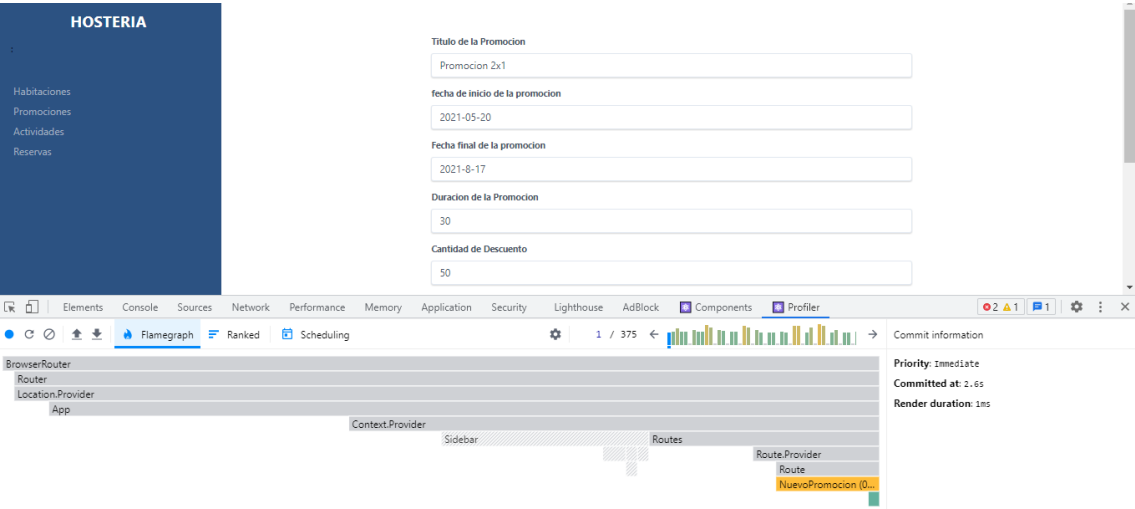 HOSTERIA
:
Habitaciones
Promociones
Actividades
Reservas
Titulo de la Promocion
Promocion 2x1
fecha de inicio de la promocion
2021-05-20
Fecha final de la promocion
2021-8-17
Duracion de la Promocion
30
Cantidad de Descuento
50
Elements Console Sources Network Performance Memory Application Security Lighthouse AdBlock Components Profiler 2 1 1
Flamegraph Ranked Scheduling 1 / 375 Commit information
BrowserRouter
Router
Location.Provider
App
Context.Provider
Sidebar Routes
Route.Provider
Route
NuevoPromocion (0...
Priority: Immediate
Committed at: 2.6s
Render duration: 1ms